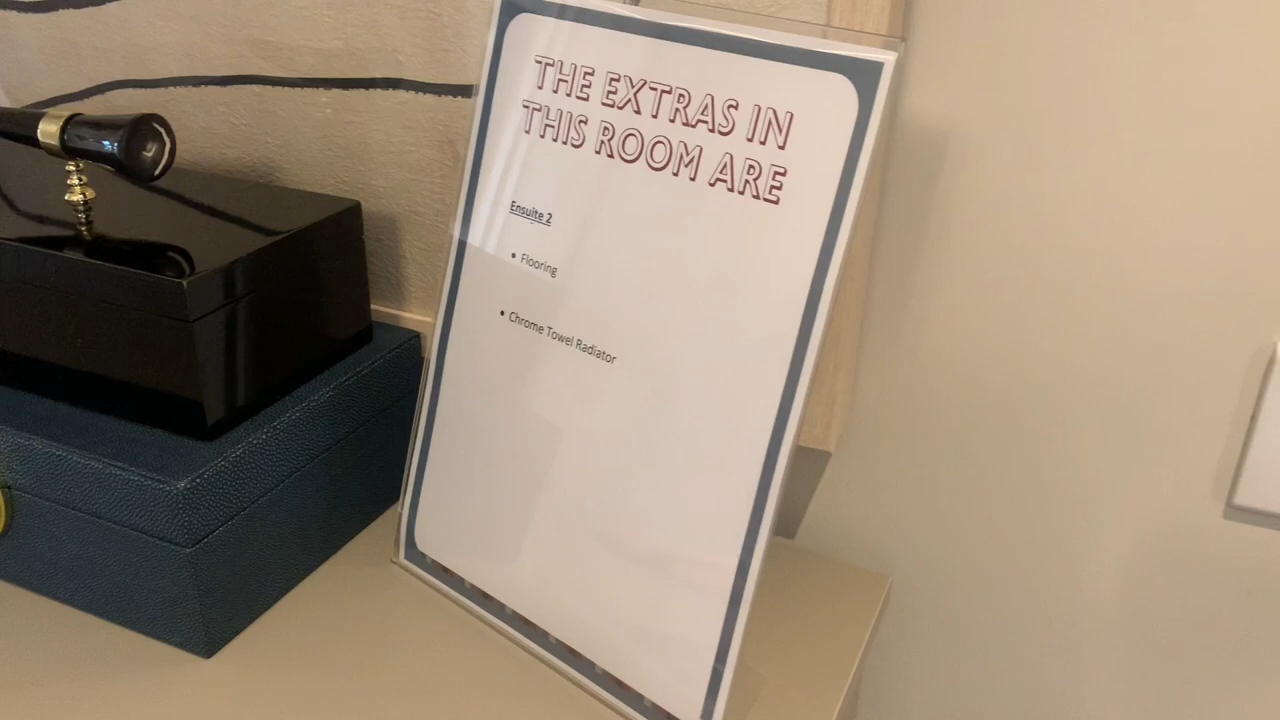 THE EXTRAS IN
THIS ROOM ARE
Ensuite 2
• Flooring
• Chrome Towel Radiator